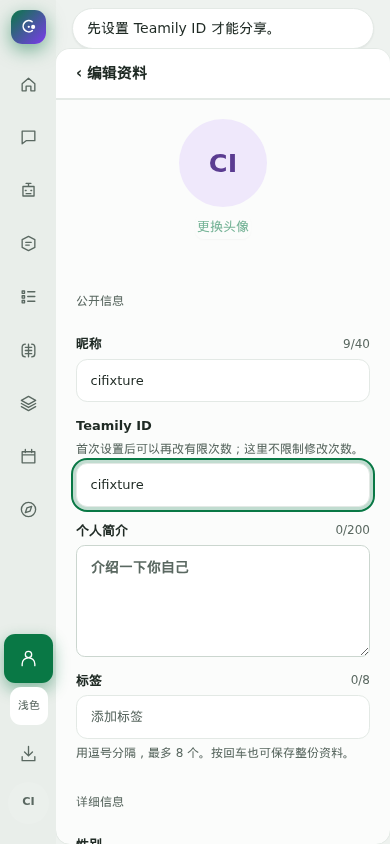 先设置 Teamily ID 才能分享。
‹ 编辑资料
CI
更换头像
公开信息
昵称 9/40
cifixture
Teamily ID
首次设置后可以再改有限次数；这里不限制修改次数。
cifixture
个人简介 0/200
介绍一下你自己
标签 0/8
添加标签
用逗号分隔，最多 8 个。按回车也可保存整份资料。
详细信息
性别
浅色
CI